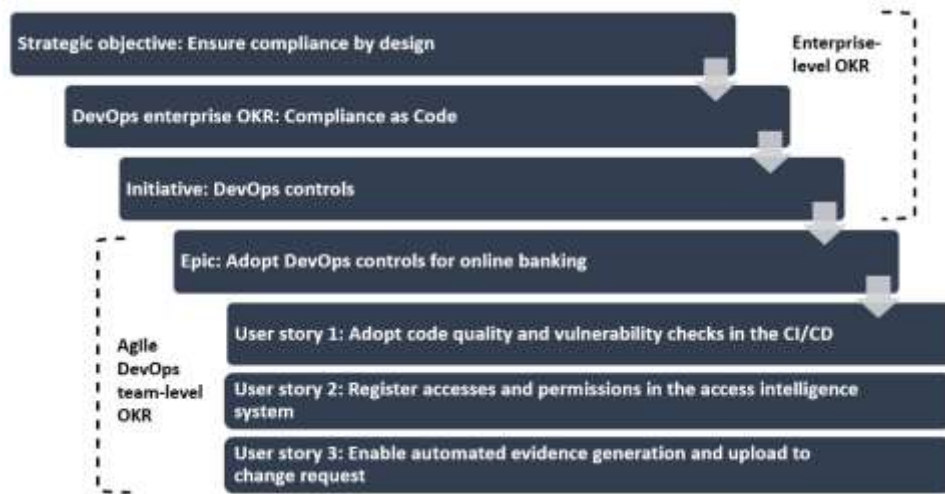 Strategic objective: Ensure compliance by design
Enterprise-
level OKR
DevOps enterprise OKR: Compliance as Code
Initiative: DevOps controls
Epic: Adopt DevOps controls for online banking
User story 1: Adopt code quality and vulnerability checks in the CI/CD
Agile
DevOps
team-level
OKR
User story 2: Register accesses and permissions in the access intelligence
system
User story 3: Enable automated evidence generation and upload to
change request